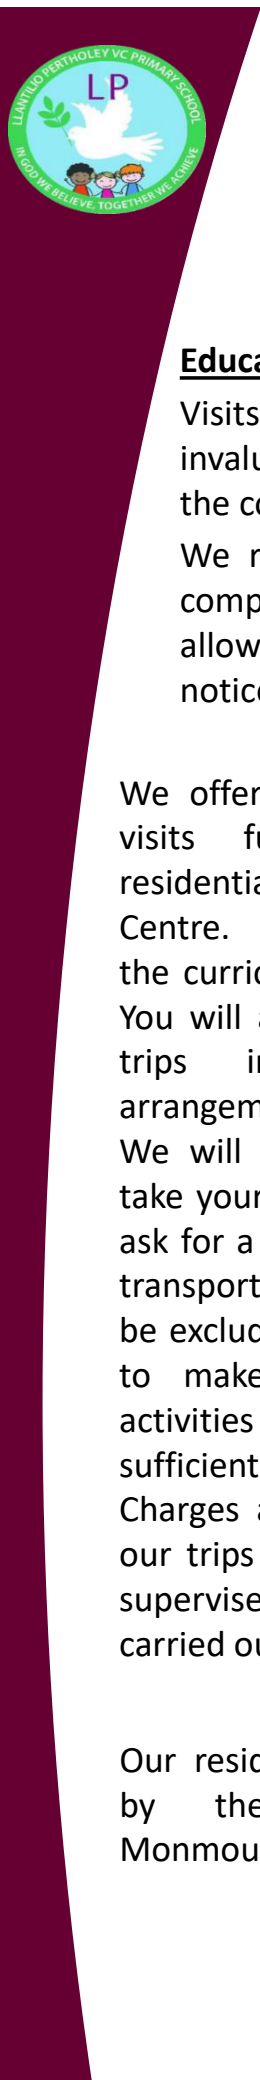 LLANTILIO PERTHOLEY VC PRIMARY SCHOOL
LP
IN GOD WE BELIEVE, TOGETHER WE ACHIEVE
Educa
Visits
invalu
the co
We r
comp
allow
notice
We offer
visits fu
residentia
Centre.
the curric
You will a
trips in
arrangem
We will
take your
ask for a
transport
be exclud
to make
activities
sufficient
Charges a
our trips
supervise
carried ou
Our resid
by the
Monmou